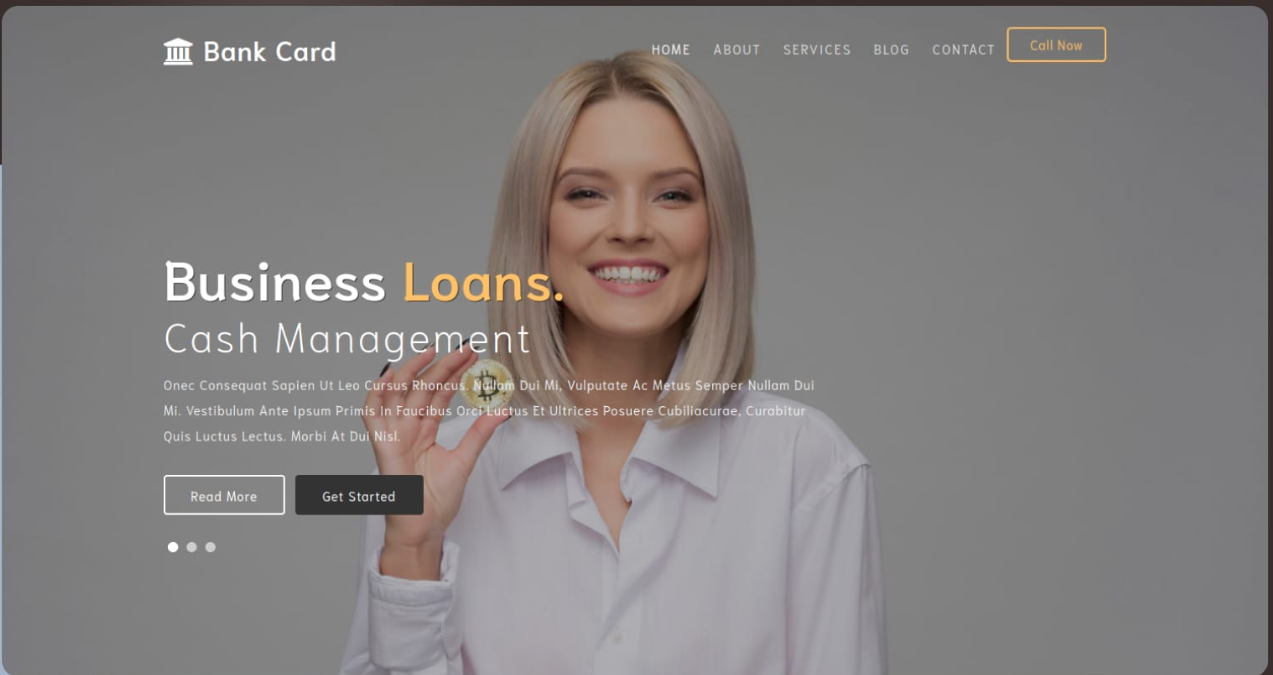 Bank Card
HOME ABOUT SERVICES BLOG CONTACT Call Now
Business Loans.
Cash Management
Onec Consequat Sapien Ut Leo Cursus Rhoncus. Nullam Dui Mi, Vulputate Ac Metus Semper Nullam Dui
Mi. Vestibulum Ante Ipsum Primis In Faucibus Orci Luctus Et Ultrices Posuere Cubiliacurae, Curabitur
Quis Luctus Lectus. Morbi At Dui Nisl.
Read More Get Started